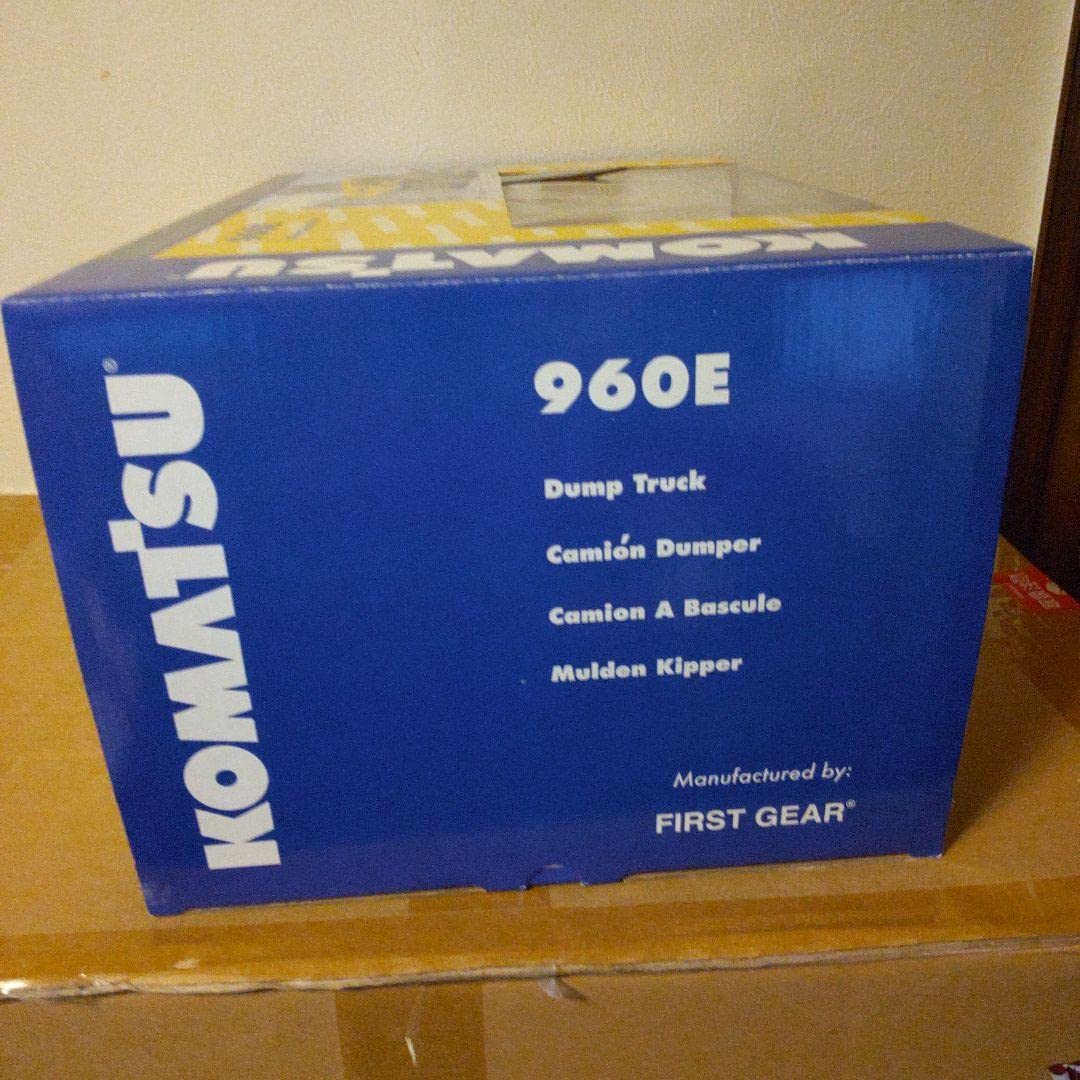 KOMATSU
KOMATSU®
960E
Dump Truck
Camión Dumper
Camion A Bascule
Mulden Kipper
Manufactured by:
FIRST GEAR®